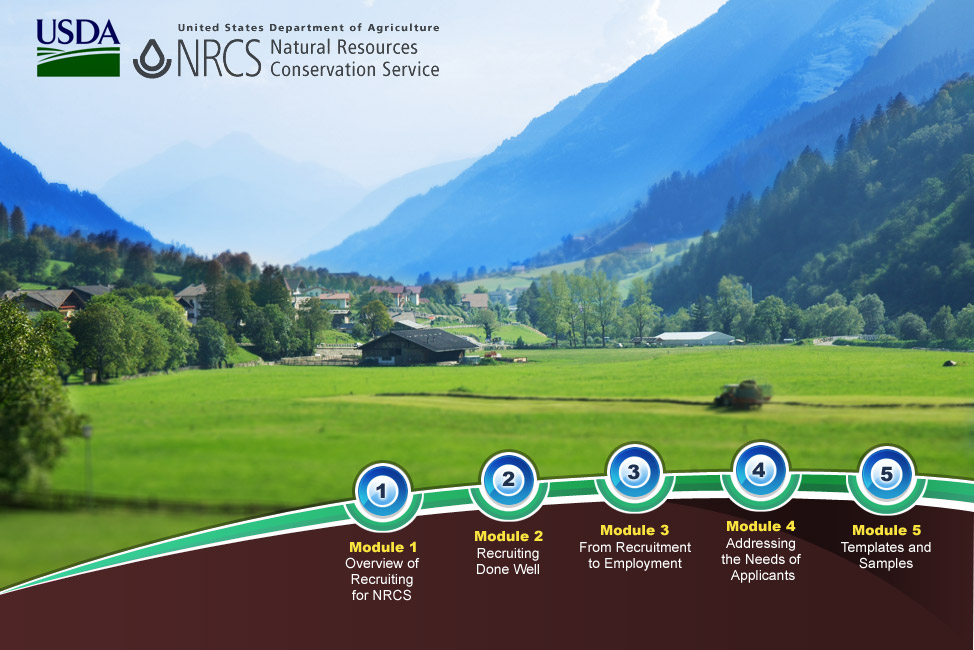 USDA
United States Department of Agriculture
NRCS
Natural Resources
Conservation Service
1
Module 1
Overview of
Recruiting
for NRCS
2
Module 2
Recruiting
Done Well
3
Module 3
From Recruitment
to Employment
4
Module 4
Addressing
the Needs of
Applicants
5
Module 5
Templates and
Samples